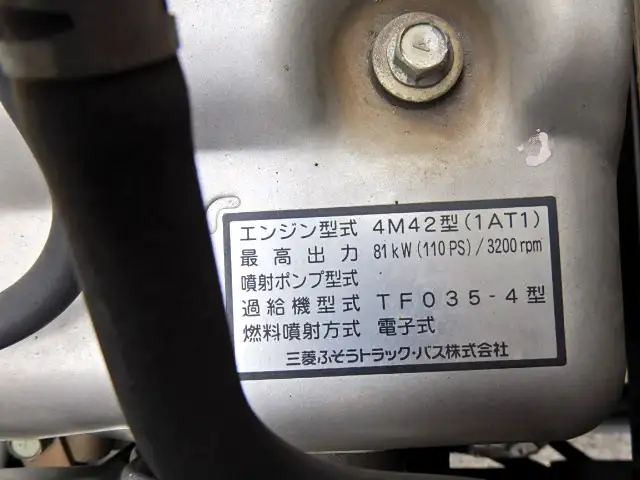 エンジン型式 4M42型(1AT1)
最高出力 81kW(110PS)/3200rpm
噴射ポンプ型式
過給機型式 TF035-4型
燃料噴射方式 電子式
三菱ふそうトラック・バス株式会社